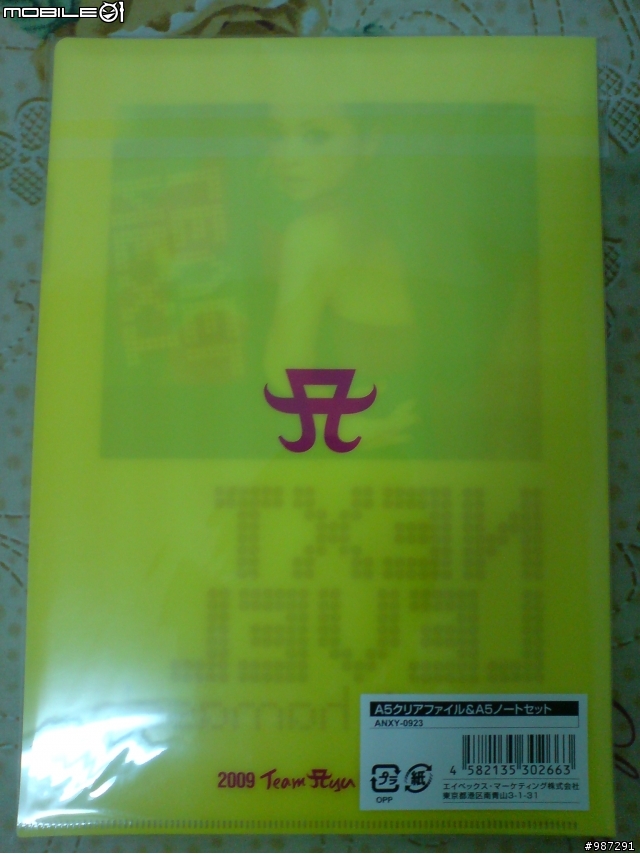 MOBILE01
NEXT
LEVEL
2009 Team Ayu
A5クリアファイル&A5ノートセット
ANXY-0923
4 582135 302663
プラ
紙
OPP
エイベックス・マーケティング株式会社
東京都港区南青山3-1-31
#987291